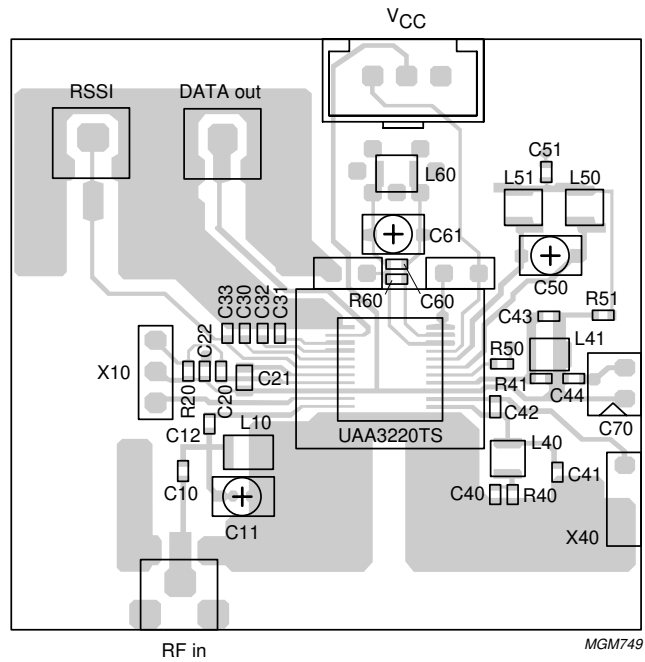 VCC
RSSI
DATA out
C51
L60
L51
L50
C61
C50
R60
C60
C33
C30
C32
C31
C43
R51
L41
C22
R50
X10
C21
R41
C44
R20
C20
C42
C70
C12
L10
UAA3220TS
L40
C10
C41
C40
R40
C11
X40
RF in
MGM749